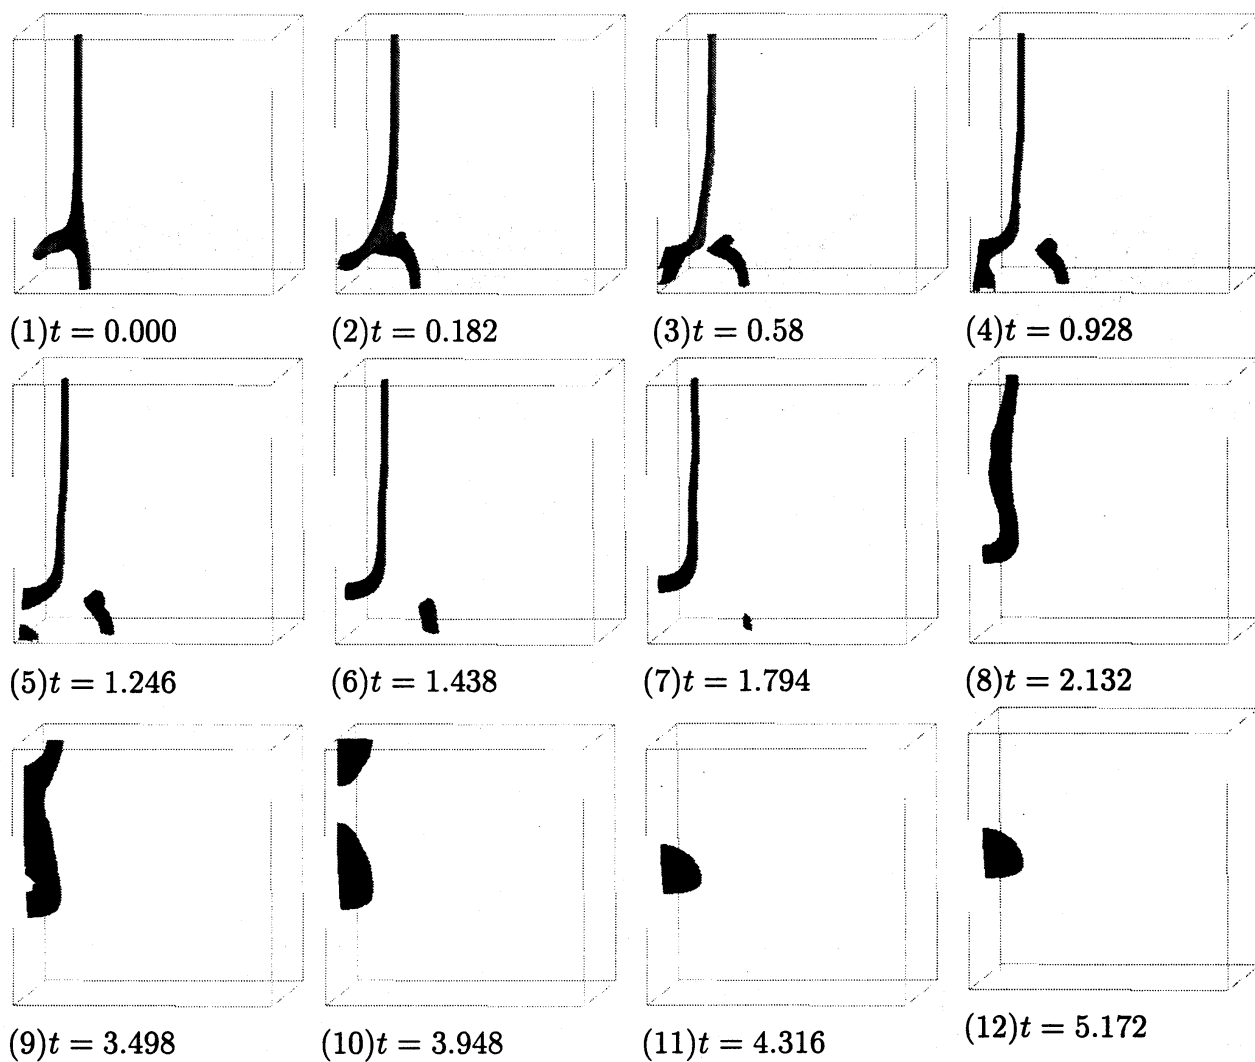 (1)t = 0.000 (2)t = 0.182 (3)t = 0.58 (4)t = 0.928
(5)t = 1.246 (6)t = 1.438 (7)t = 1.794 (8)t = 2.132
(9)t = 3.498 (10)t = 3.948 (11)t = 4.316 (12)t = 5.172